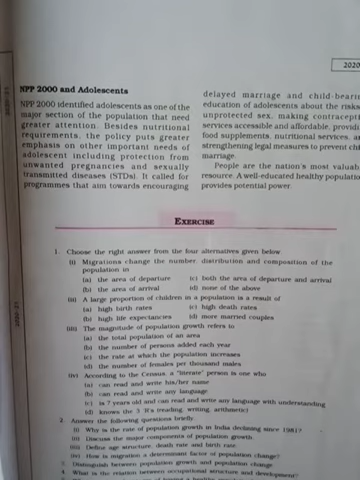 2020
NPP 2000 and Adolescents
NPP 2000 identified adolescents as one of the
major section of the population that need
greater attention. Besides nutritional
requirements, the policy puts greater
emphasis on other important needs of
adolescent including protection from
unwanted pregnancies and sexually
transmitted diseases (STDs). It called for
programmes that aim towards encouraging
delayed marriage and child-bearin
education of adolescents about the risks
unprotected sex, making contracepti
services accessible and affordable, providi
food supplements, nutritional services, an
strengthening legal measures to prevent chi
marriage.
People are the nation's most valuab
resource. A well-educated healthy populatio
provides potential power.
EXERCISE
1. Choose the right answer from the four alternatives given below.
(i) Migrations change the number, distribution and composition of the
population in
(a) the area of departure (c) both the area of departure and arrival
(b) the area of arrival (d) none of the above
(ii) A large proportion of children in a population is a result of
(a) high birth rates (c) high death rates
(b) high life expectancies (d) more married couples
(iii) The magnitude of population growth refers to
(a) the total population of an area
(b) the number of persons added each year
(c) the rate at which the population increases
(d) the number of females per thousand males
(iv) According to the Census, a "literate" person is one who
(a) can read and write his/her name
(b) can read and write any language
(c) is 7 years old and can read and write any language with understanding
(d) knows the 3 'R's (reading, writing, arithmetic)
2. Answer the following questions briefly.
(i) Why is the rate of population growth in India declining since 1981?
(ii) Discuss the major components of population growth.
(iii) Define age structure, death rate and birth rate.
(iv) How is migration a determinant factor of population change?
3. Distinguish between population growth and population change.
4. What is the relation between occupational structure and development?